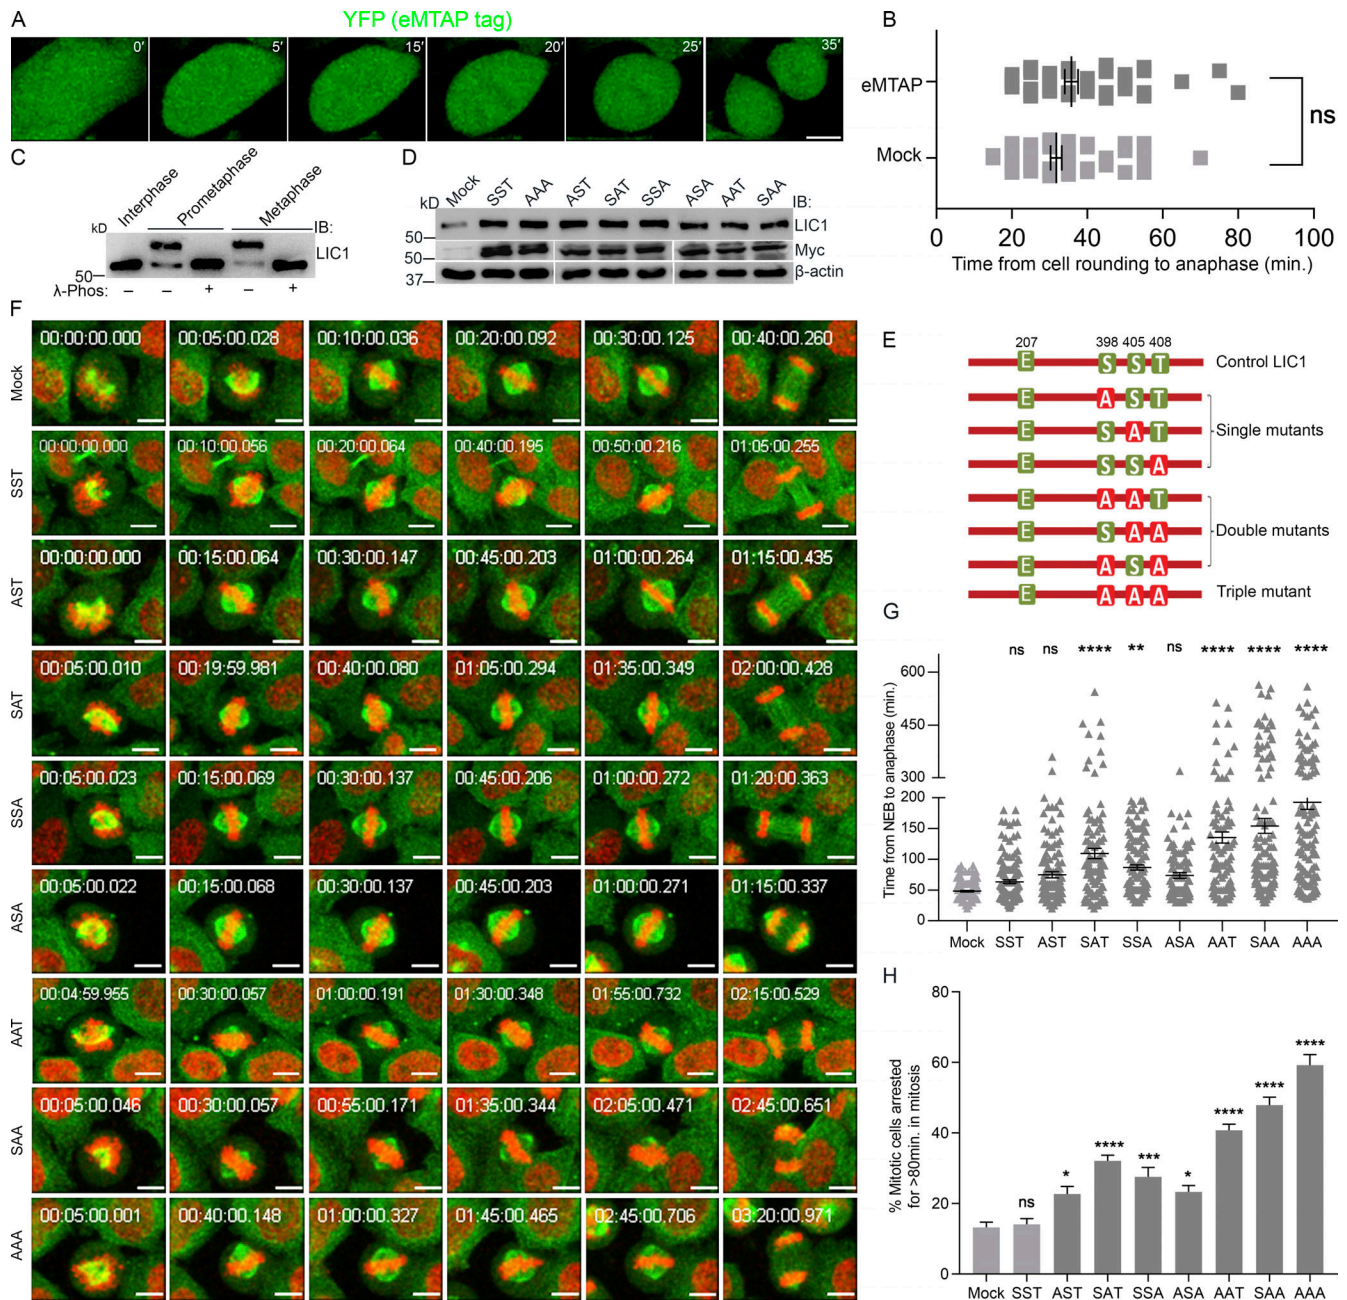 A
YFP (eMTAP tag)
0′ 5′ 15′ 20′ 25′ 35′
B
eMTAP
Mock
ns
0 20 40 60 80 100
Time from cell rounding to anaphase (min.)
C
Interphase Prometaphase Metaphase
kD
IB:
LIC1
50
λ-Phos: – – + – +
D
kD
Mock SST AAA AST SAT SSA ASA AAT SAA
IB:
LIC1
50
Myc
50
β-actin
37
E
207 398 405 408
E S S T Control LIC1
E A S T
E S A T Single mutants
E S S A
E A A T
E S A A Double mutants
E A S A
E A A A Triple mutant
F
Mock
00:00:00.000 00:05:00.028 00:10:00.036 00:20:00.092 00:30:00.125 00:40:00.260
SST
00:00:00.000 00:10:00.056 00:20:00.064 00:40:00.195 00:50:00.216 01:05:00.255
AST
00:00:00.000 00:15:00.064 00:30:00.147 00:45:00.203 01:00:00.264 01:15:00.435
SAT
00:05:00.010 00:19:59.981 00:40:00.080 01:05:00.294 01:35:00.349 02:00:00.428
SSA
00:05:00.023 00:15:00.069 00:30:00.137 00:45:00.206 01:00:00.272 01:20:00.363
ASA
00:05:00.022 00:15:00.068 00:30:00.137 00:45:00.203 01:00:00.271 01:15:00.337
AAT
00:04:59.955 00:30:00.057 01:00:00.191 01:30:00.348 01:55:00.732 02:15:00.529
SAA
00:05:00.046 00:30:00.057 00:55:00.171 01:35:00.344 02:05:00.471 02:45:00.651
AAA
00:05:00.001 00:40:00.148 01:00:00.327 01:45:00.465 02:45:00.706 03:20:00.971
G
ns ns **** ** ns **** **** ****
Time from NEB to anaphase (min.)
600
450
300
200
150
100
50
0
Mock SST AST SAT SSA ASA AAT SAA AAA
H
% Mitotic cells arrested
for >80min. in mitosis
80
60
40
20
0
ns * **** *** * **** **** ****
Mock SST AST SAT SSA ASA AAT SAA AAA